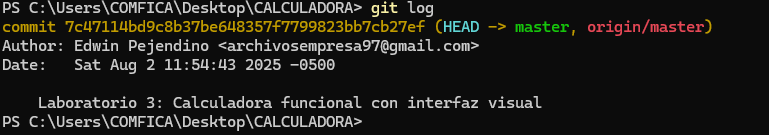 PS C:\Users\COMFICA\Desktop\CALCULADORA> git log
commit 7c47114bd9c8b37be648357f7799823bb7cb27ef (HEAD -> master, origin/master)
Author: Edwin Pejendino <archivosempresa97@gmail.com>
Date:   Sat Aug 2 11:54:43 2025 -0500

    Laboratorio 3: Calculadora funcional con interfaz visual
PS C:\Users\COMFICA\Desktop\CALCULADORA>